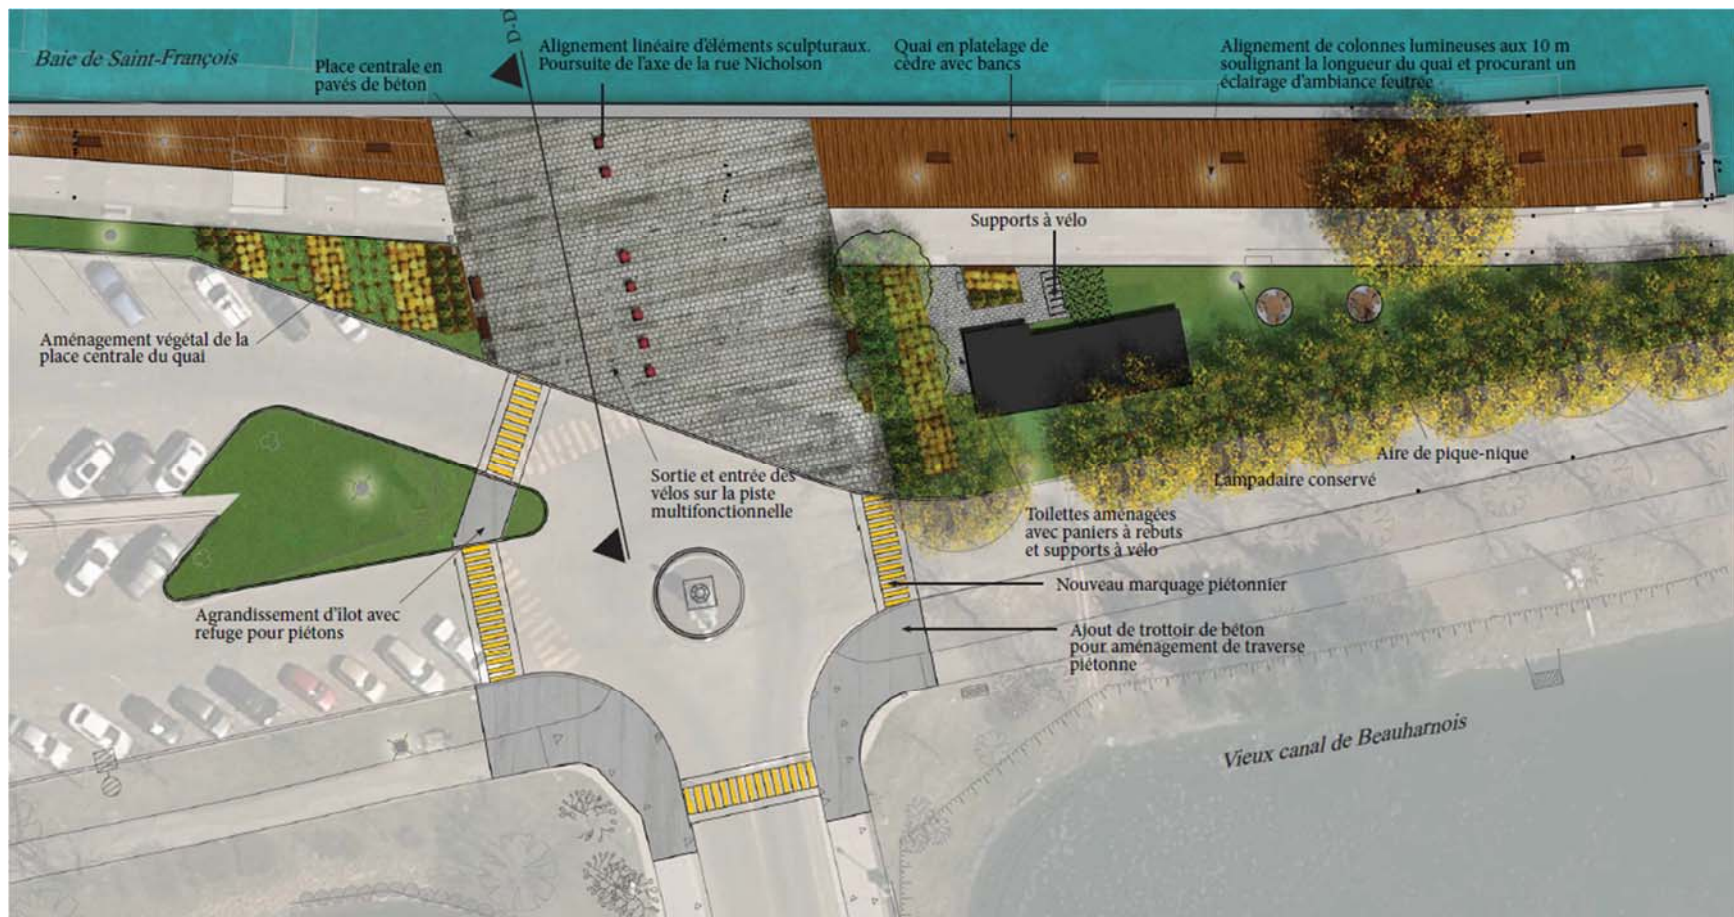 Baie de Saint-François
Place centrale en
pavés de béton
D-D
Alignement linéaire d'éléments sculpturaux.
Poursuite de l'axe de la rue Nicholson
Quai en platelage de
cèdre avec bancs
Alignement de colonnes lumineuses aux 10 m
soulignant la longueur du quai et procurant un
éclairage d'ambiance feutrée
Supports à vélo
Aménagement végétal de la
place centrale du quai
Sortie et entrée des
vélos sur la piste
multifonctionnelle
Aire de pique-nique
Lampadaire conservé
Toilettes aménagées
avec paniers à rebuts
et supports à vélo
Nouveau marquage piétonnier
Agrandissement d'îlot avec
refuge pour piétons
Ajout de trottoir de béton
pour aménagement de traverse
piétonne
Vieux canal de Beauharnois